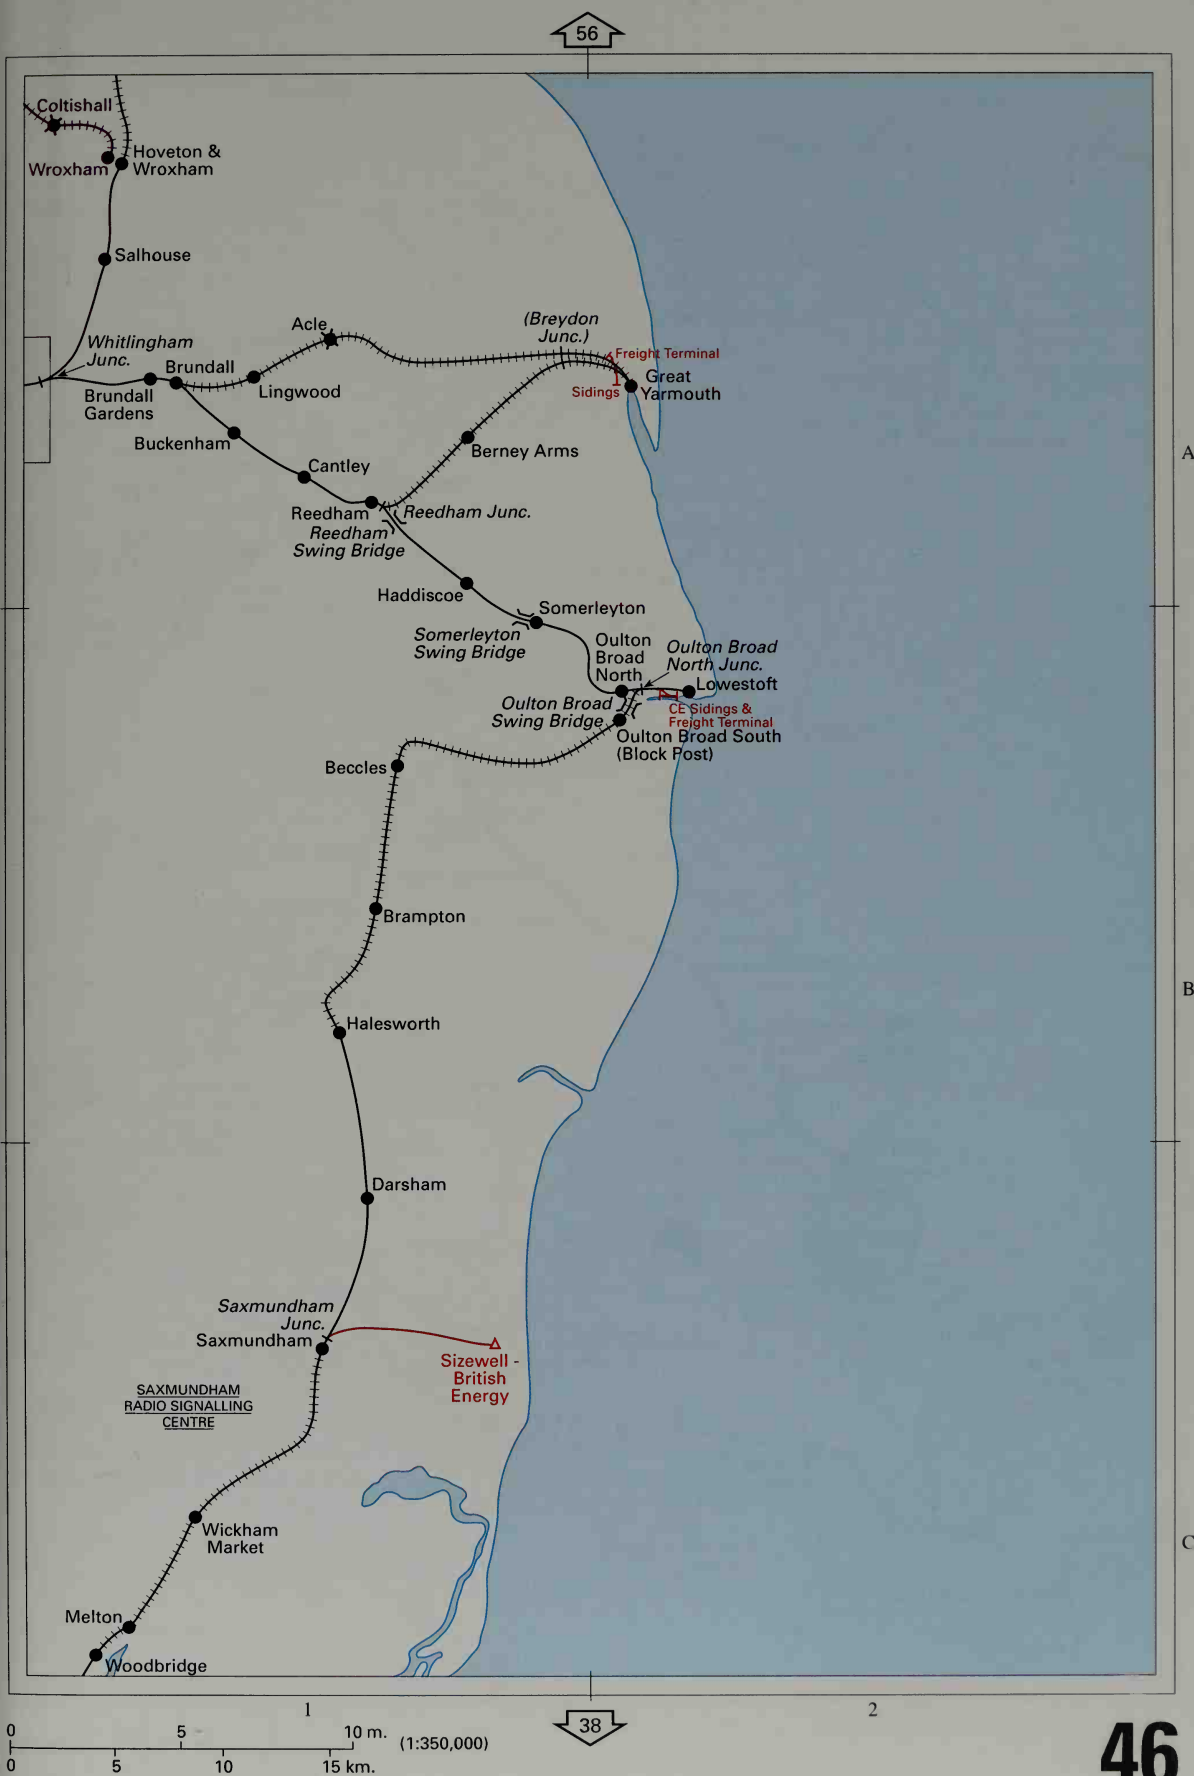 56
Coltishall
Hoveton &
Wroxham
Wroxham
Salhouse
Acle
(Breydon
Junc.)
Whitlingham
Junc.
Freight Terminal
Brundall
Great
Yarmouth
Sidings
Lingwood
Brundall
Gardens
Buckenham
Berney Arms
A
Cantley
Reedham
Reedham Junc.
Reedham
Swing Bridge
Haddiscoe
Somerleyton
Somerleyton
Swing Bridge
Oulton
Broad
North
Oulton Broad
North Junc.
Lowestoft
Oulton Broad
Swing Bridge
CE Sidings &
Freight Terminal
Oulton Broad South
(Block Post)
Beccles
Brampton
B
Halesworth
Darsham
Saxmundham
Junc.
Saxmundham
Sizewell -
British
Energy
SAXMUNDHAM
RADIO SIGNALLING
CENTRE
Wickham
Market
C
Melton
Woodbridge
1
2
38
0 5 10 m.
(1:350,000)
0 5 10 15 km.
46